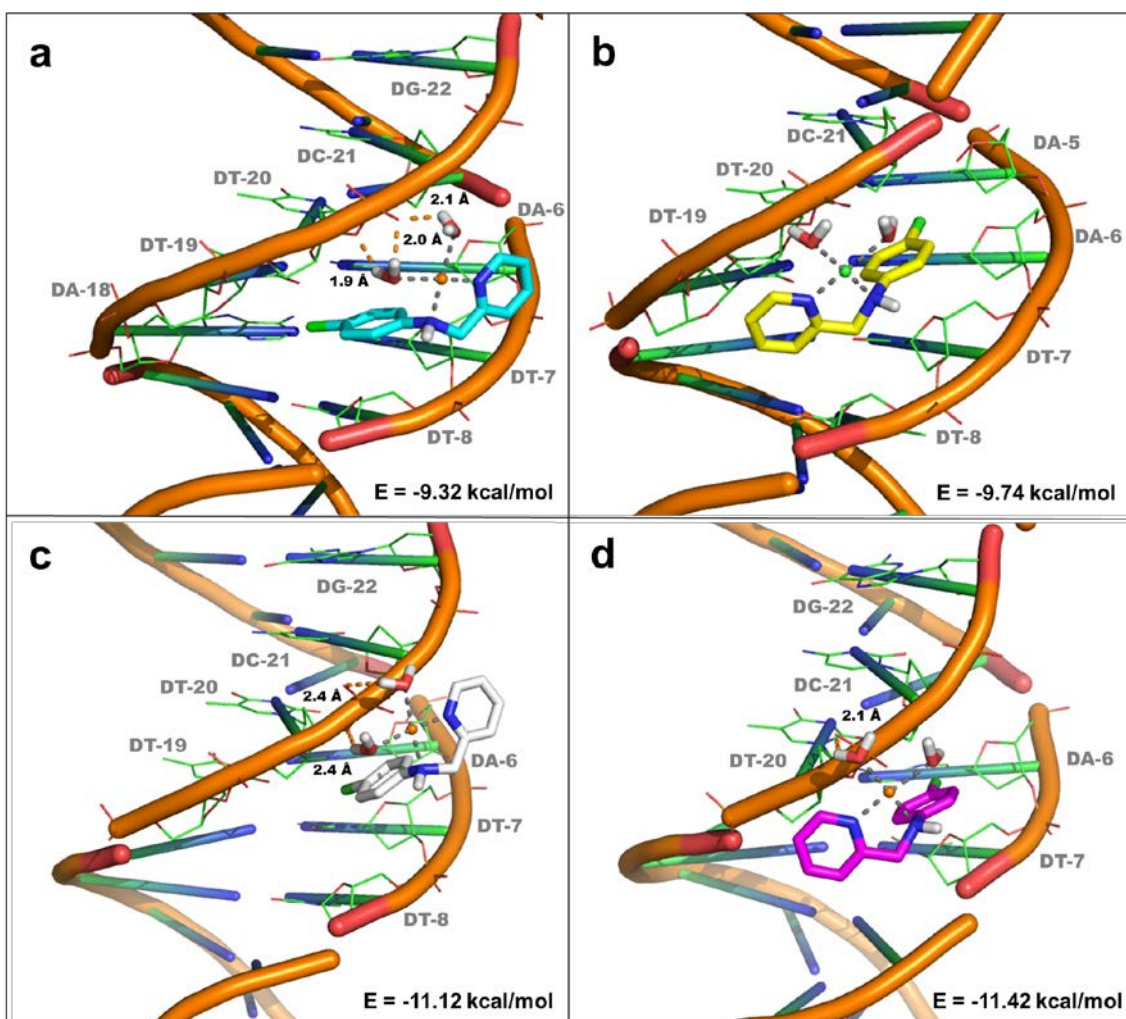 a
DG-22
DC-21
DT-20
2.1 Å
DA-6
DT-19
2.0 Å
1.9 Å
DA-18
DT-7
DT-8
E = -9.32 kcal/mol
b
DC-21
DA-5
DT-20
DT-19
DA-6
DT-7
DT-8
E = -9.74 kcal/mol
c
DG-22
DC-21
DT-20
2.4 Å
DT-19
2.4 Å
DA-6
DT-7
DT-8
E = -11.12 kcal/mol
d
DG-22
DC-21
2.1 Å
DT-20
DA-6
DT-7
E = -11.42 kcal/mol